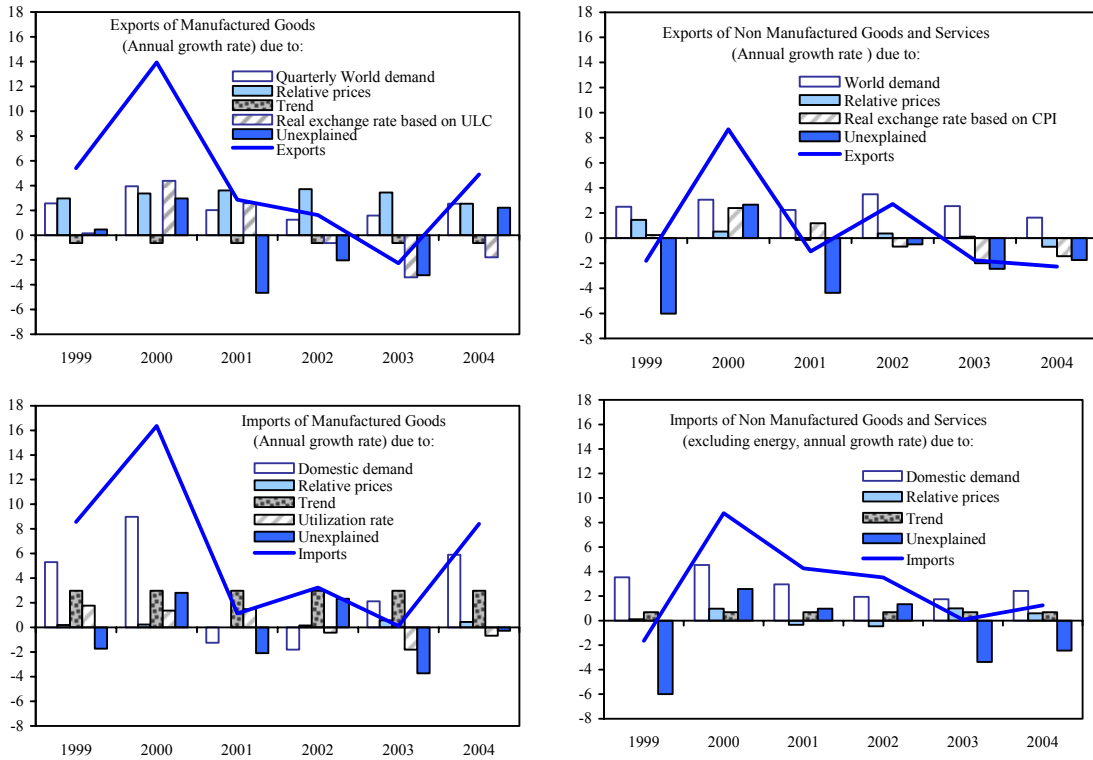 Exports of Manufactured Goods
(Annual growth rate) due to:
Quarterly World demand
Relative prices
Trend
Real exchange rate based on ULC
Unexplained
Exports
18
16
14
12
10
8
6
4
2
0
-2
-4
-6
-8
1999 2000 2001 2002 2003 2004
Exports of Non Manufactured Goods and Services
(Annual growth rate ) due to:
World demand
Relative prices
Real exchange rate based on CPI
Unexplained
Exports
18
16
14
12
10
8
6
4
2
0
-2
-4
-6
-8
1999 2000 2001 2002 2003 2004
Imports of Manufactured Goods
(Annual growth rate) due to:
Domestic demand
Relative prices
Trend
Utilization rate
Unexplained
Imports
18
16
14
12
10
8
6
4
2
0
-2
-4
-6
-8
1999 2000 2001 2002 2003 2004
Imports of Non Manufactured Goods and Services
(excluding energy, annual growth rate) due to:
Domestic demand
Relative prices
Trend
Unexplained
Imports
18
16
14
12
10
8
6
4
2
0
-2
-4
-6
-8
1999 2000 2001 2002 2003 2004